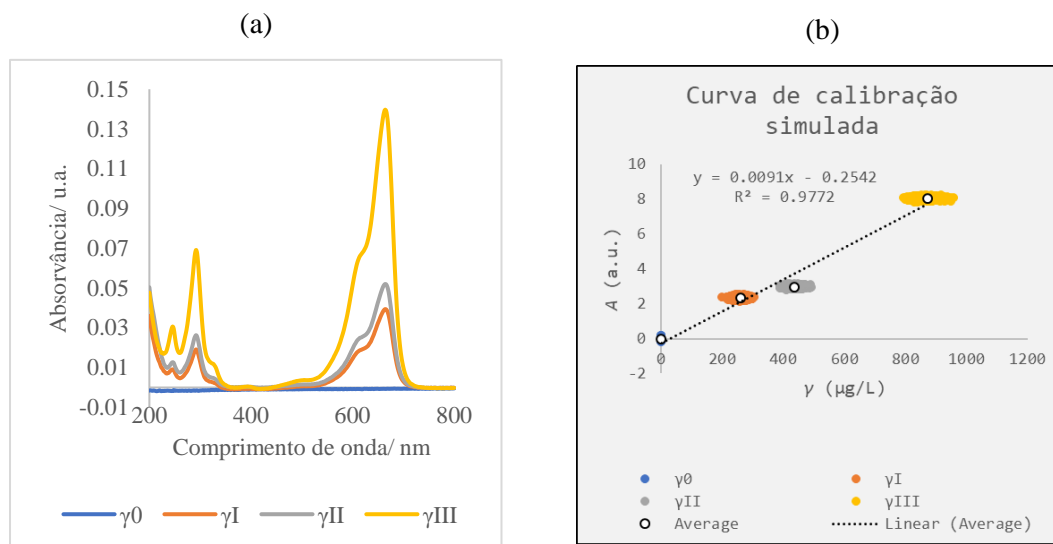 (a)
Absorvância/ u.a.
0.15
0.13
0.11
0.09
0.07
0.05
0.03
0.01
-0.01
200
400
600
800
Comprimento de onda/ nm
γ0
γI
γII
γIII
(b)
Curva de calibração
simulada
y = 0.0091x - 0.2542
R² = 0.9772
A (a.u.)
10
8
6
4
2
0
-2
0
200
400
600
800
1000
1200
γ (μg/L)
γ0
γI
γII
γIII
Average
Linear (Average)